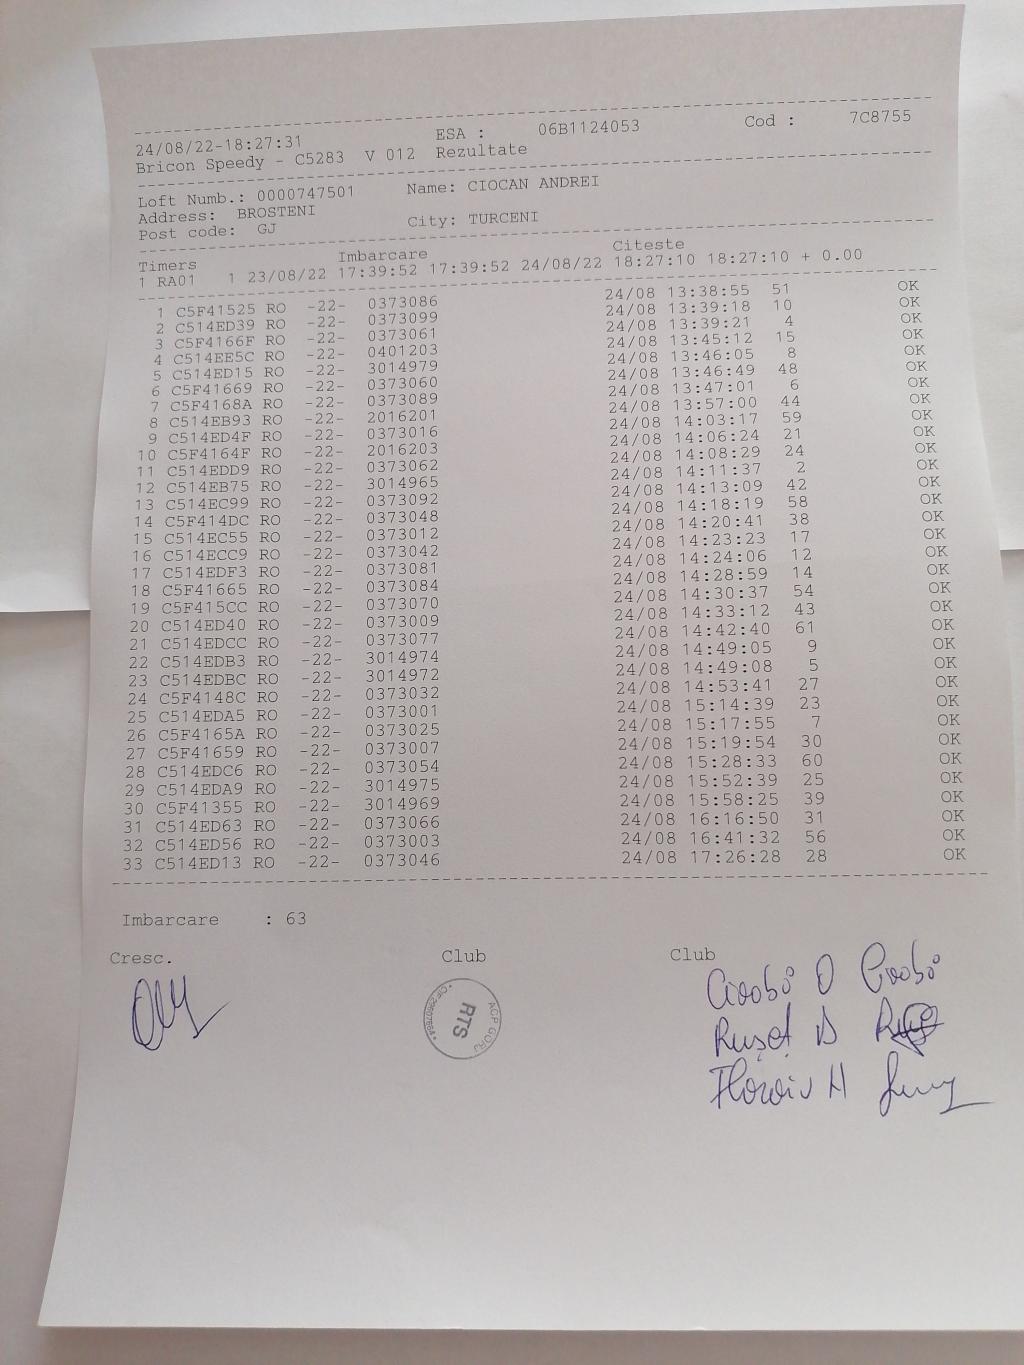 24/08/22-18:27:31 ESA : 06B1124053 Cod : 7C8755
Bricon Speedy - C5283 V 012 Rezultate
Loft Numb.: 0000747501 Name: CIOCAN ANDREI
Address: BROSTENI
Post code: GJ City: TURCENI
Timers Imbarcare Citeste
1 RA01 1 23/08/22 17:39:52 17:39:52 24/08/22 18:27:10 18:27:10 + 0.00
1 C5F41525 RO -22- 0373086 24/08 13:38:55 51 OK
2 C514ED39 RO -22- 0373099 24/08 13:39:18 10 OK
3 C5F4166F RO -22- 0373061 24/08 13:39:21 4 OK
4 C514EE5C RO -22- 0401203 24/08 13:45:12 15 OK
5 C514ED15 RO -22- 3014979 24/08 13:46:05 8 OK
6 C5F41669 RO -22- 0373060 24/08 13:46:49 48 OK
7 C5F4168A RO -22- 0373089 24/08 13:47:01 6 OK
8 C514EB93 RO -22- 2016201 24/08 13:57:00 44 OK
9 C514ED4F RO -22- 0373016 24/08 14:03:17 59 OK
10 C5F4164F RO -22- 2016203 24/08 14:06:24 21 OK
11 C514EDD9 RO -22- 0373062 24/08 14:08:29 24 OK
12 C514EB75 RO -22- 3014965 24/08 14:11:37 2 OK
13 C514EC99 RO -22- 0373092 24/08 14:13:09 42 OK
14 C5F414DC RO -22- 0373048 24/08 14:18:19 58 OK
15 C514EC55 RO -22- 0373012 24/08 14:20:41 38 OK
16 C514ECC9 RO -22- 0373042 24/08 14:23:23 17 OK
17 C514EDF3 RO -22- 0373081 24/08 14:24:06 12 OK
18 C5F41665 RO -22- 0373084 24/08 14:28:59 14 OK
19 C5F415CC RO -22- 0373070 24/08 14:30:37 54 OK
20 C514ED40 RO -22- 0373009 24/08 14:33:12 43 OK
21 C514EDCC RO -22- 0373077 24/08 14:42:40 61 OK
22 C514EDB3 RO -22- 3014974 24/08 14:49:05 9 OK
23 C514EDBC RO -22- 3014972 24/08 14:49:08 5 OK
24 C5F4148C RO -22- 0373032 24/08 14:53:41 27 OK
25 C514EDA5 RO -22- 0373001 24/08 15:14:39 23 OK
26 C5F4165A RO -22- 0373025 24/08 15:17:55 7 OK
27 C5F41659 RO -22- 0373007 24/08 15:19:54 30 OK
28 C514EDC6 RO -22- 0373054 24/08 15:28:33 60 OK
29 C514EDA9 RO -22- 3014975 24/08 15:52:39 25 OK
30 C5F41355 RO -22- 3014969 24/08 15:58:25 39 OK
31 C514ED63 RO -22- 0373066 24/08 16:16:50 31 OK
32 C514ED56 RO -22- 0373003 24/08 16:41:32 56 OK
33 C514ED13 RO -22- 0373046 24/08 17:26:28 28 OK
Imbarcare : 63
Cresc. Club Club
ACP GORJ
RTS
Ciobo O
Rușeț D
Floroiu H